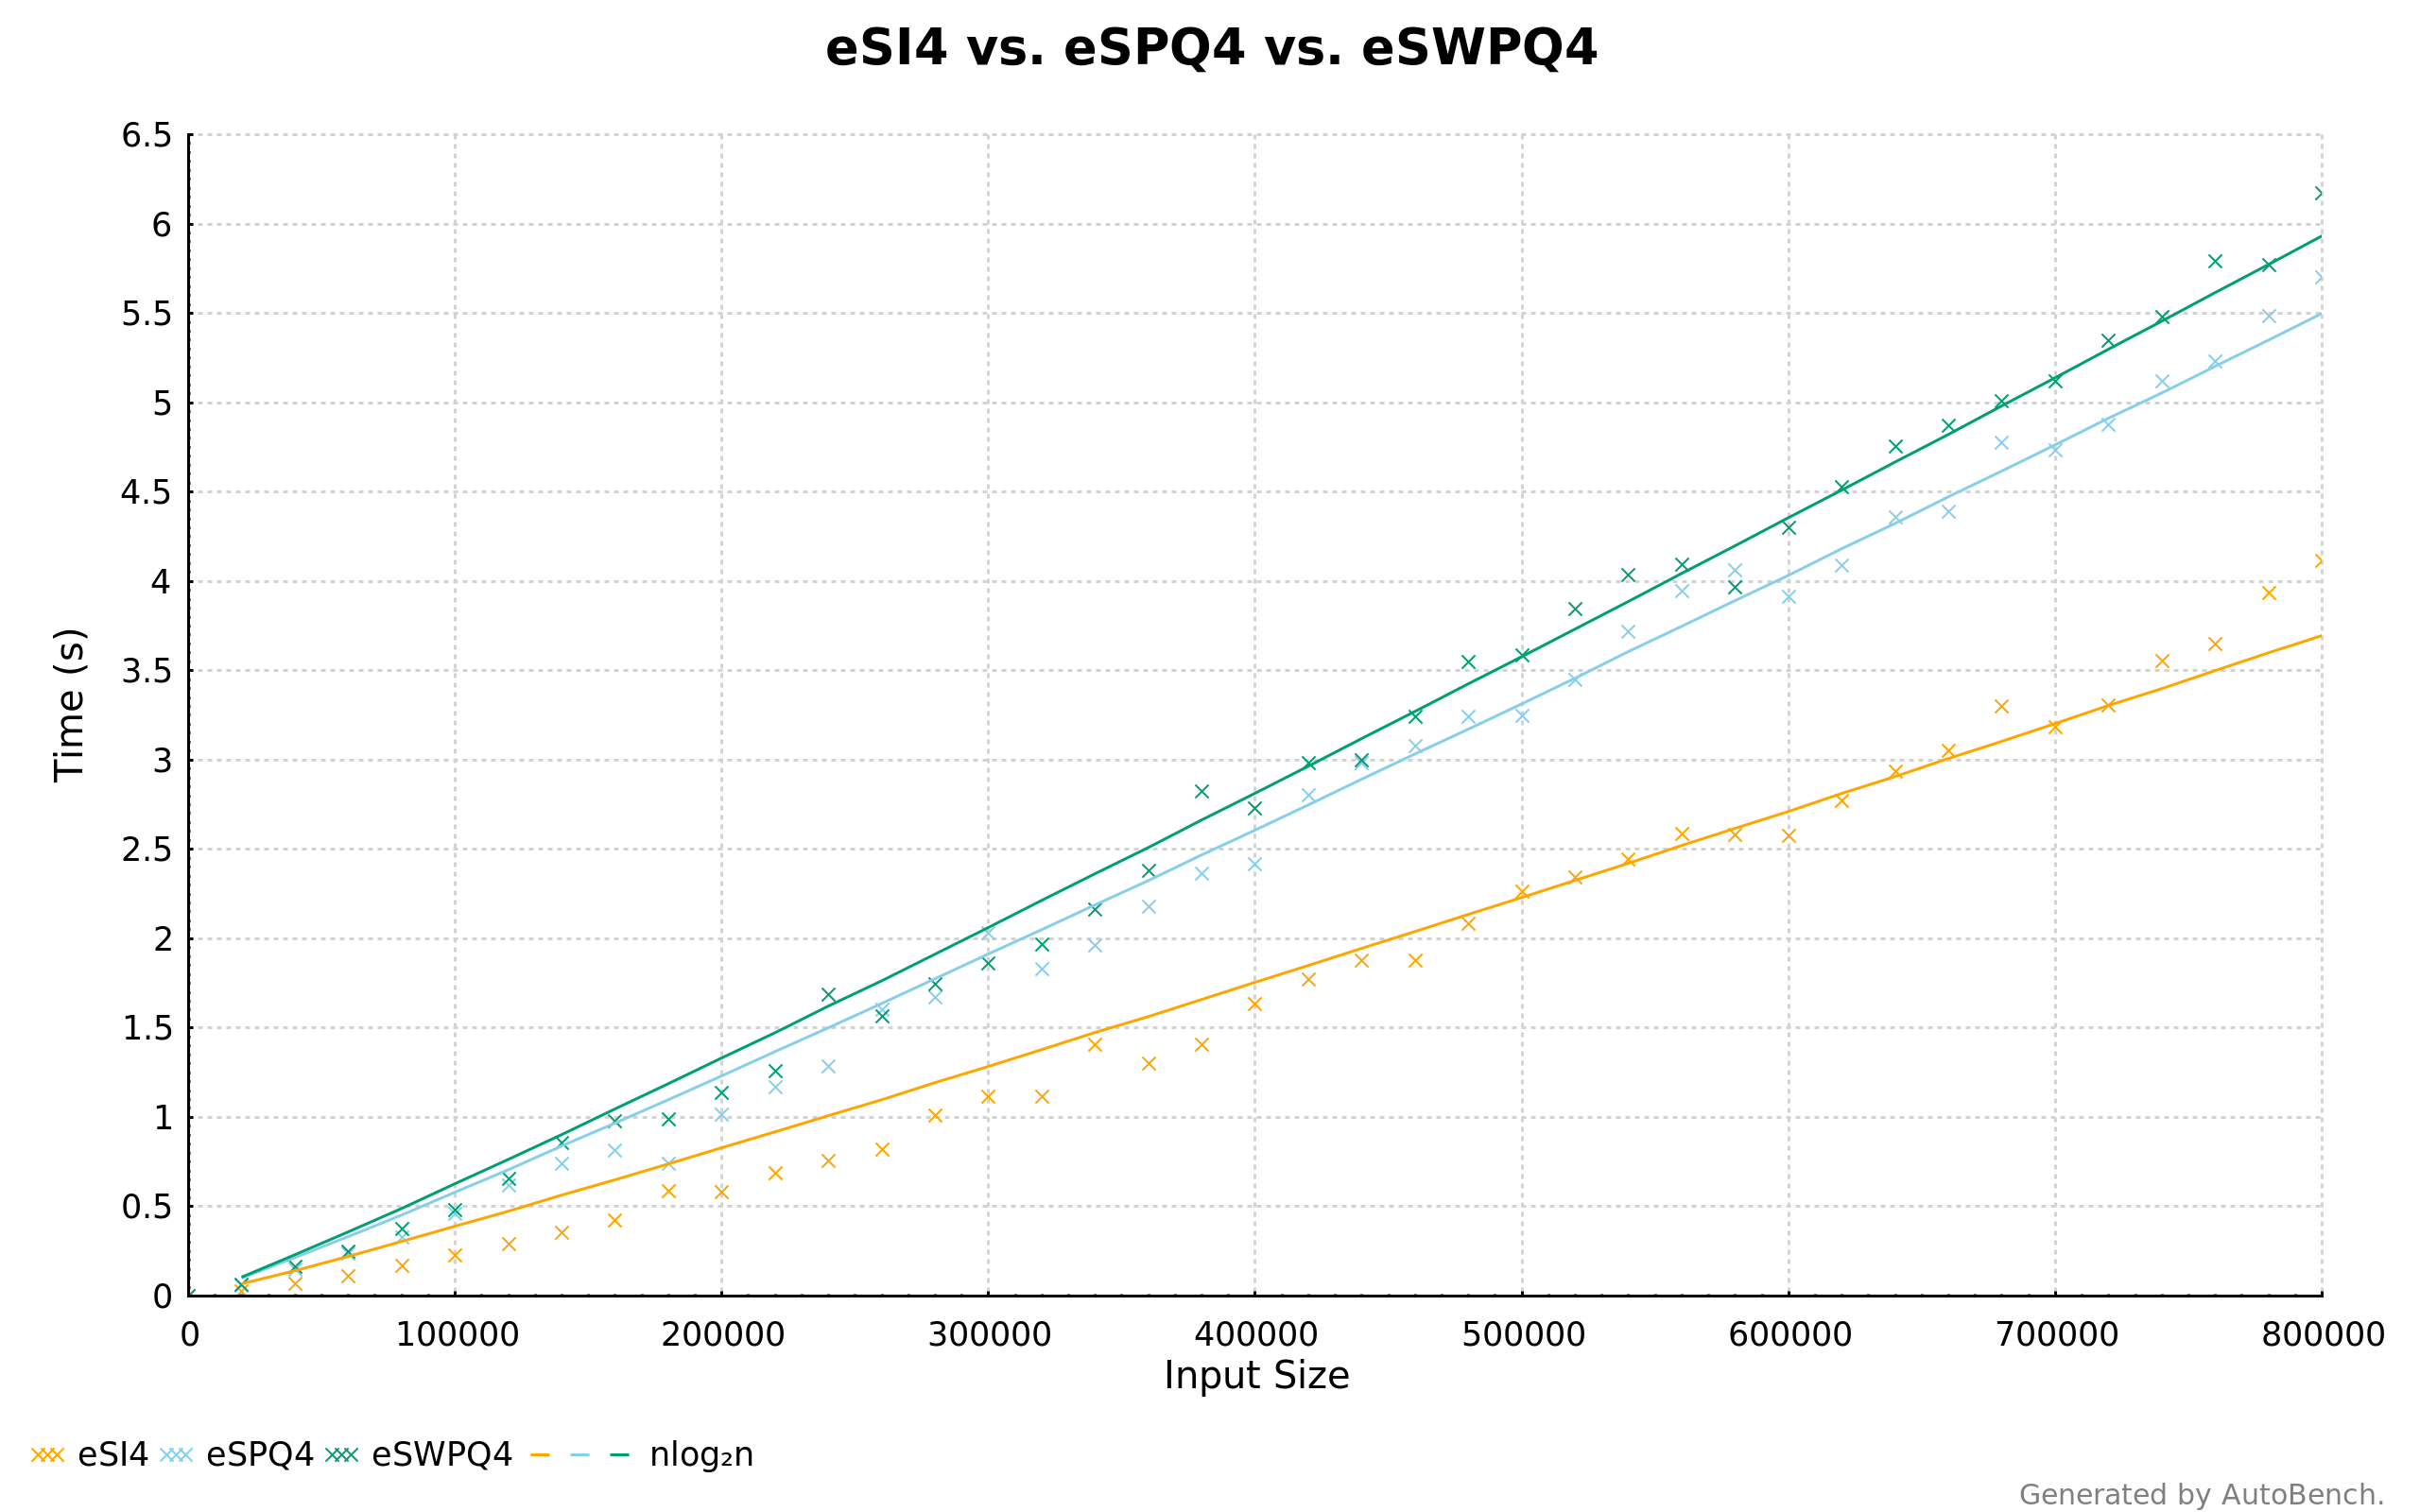 eSI4 vs. eSPQ4 vs. eSWPQ4
6.5
6
5.5
5
4.5
4
3.5
3
2.5
2
1.5
1
0.5
0
Time (s)
0 100000 200000 300000 400000 500000 600000 700000 800000
Input Size
eSI4 eSPQ4 eSWPQ4 nlog₂n
Generated by AutoBench.